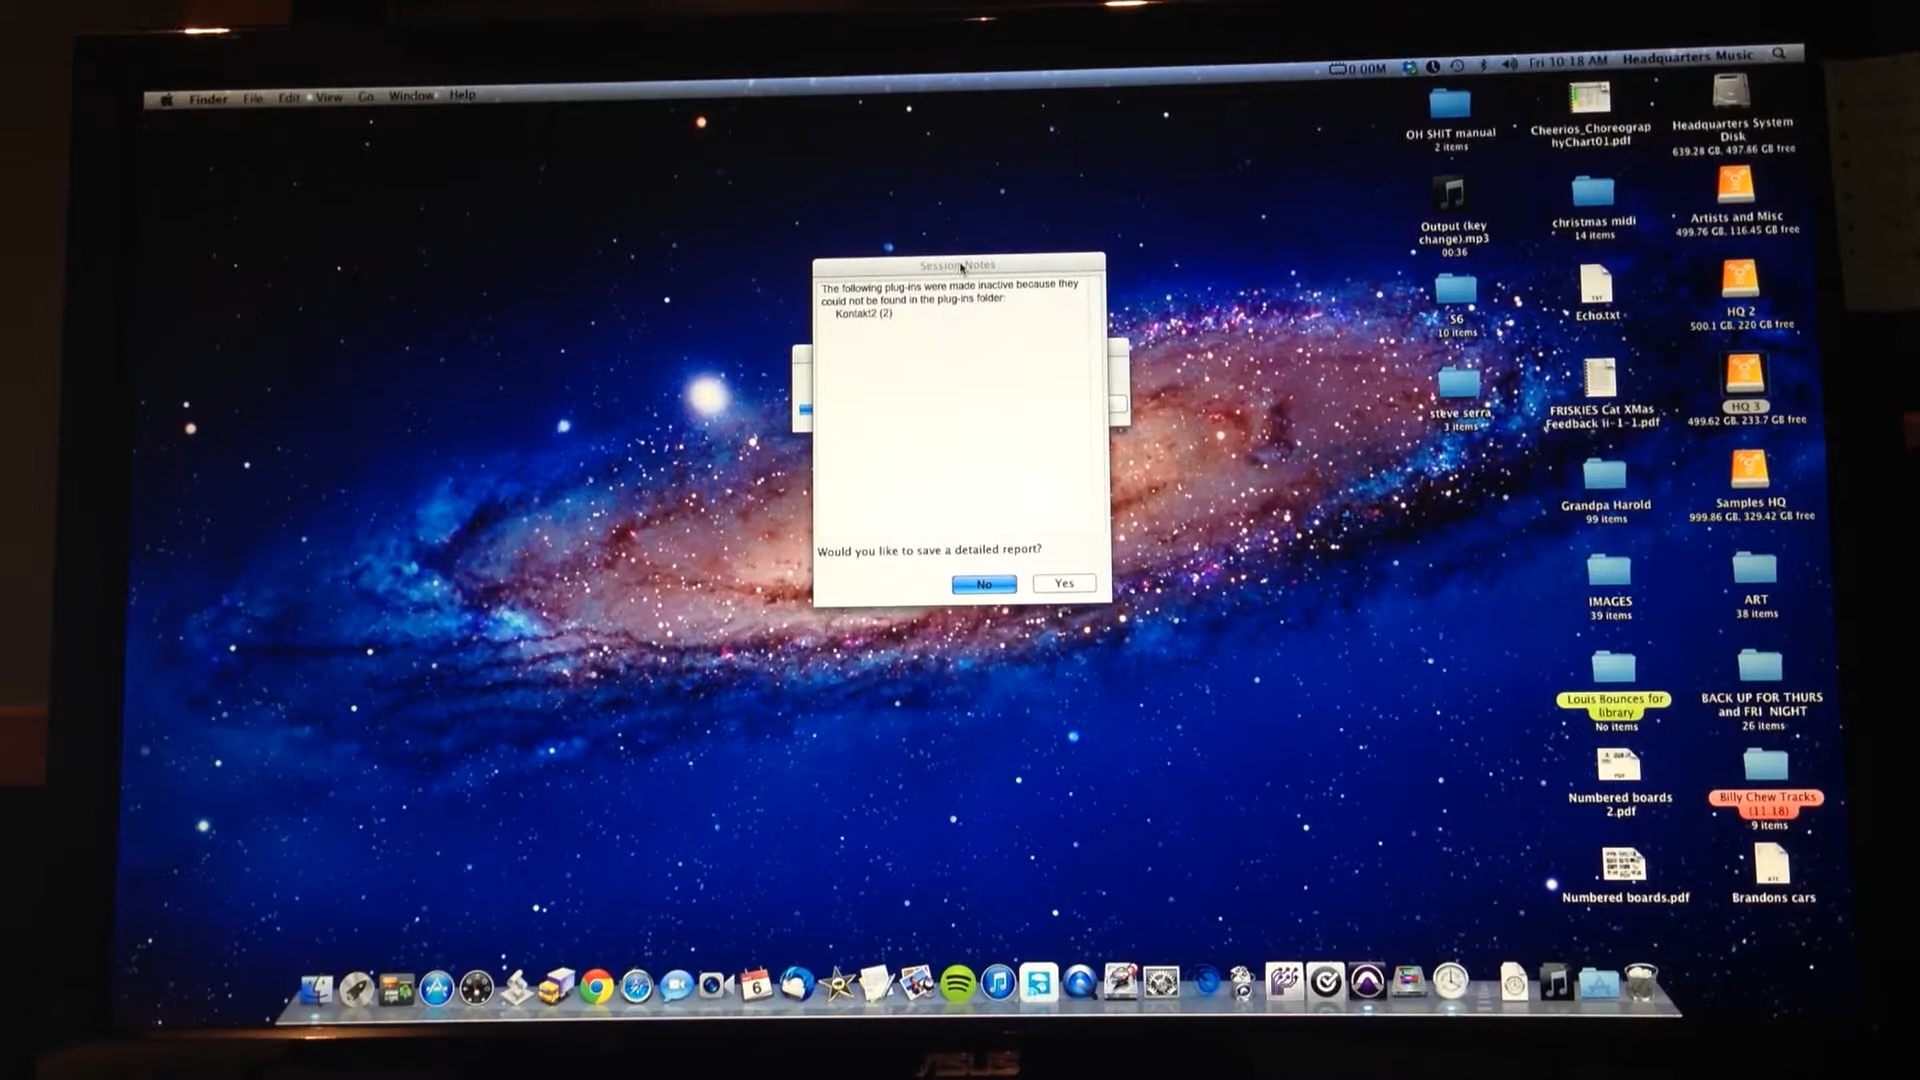 Finder File Edit View Go Window Help
0.00M Fri 10:18 AM Headquarters Music
OH SHIT manual
2 items
Cheerios_Choreograp
hyChart01.pdf
Headquarters System
Disk
639.28 GB, 497.86 GB free
Output (key
change).mp3
00:36
christmas midi
14 items
Artists and Misc
499.76 GB, 116.45 GB free
S6
10 items
TXT
Echo.txt
HQ 2
500.1 GB, 220 GB free
steve serra
3 items
FRISKIES Cat XMas
Feedback ii-1-1.pdf
HQ 3
499.62 GB, 233.7 GB free
Grandpa Harold
99 items
Samples HQ
999.86 GB, 329.42 GB free
IMAGES
39 items
ART
38 items
Louis Bounces for
library
No items
BACK UP FOR THURS
and FRI NIGHT
26 items
PDF
Numbered boards
2.pdf
Billy Chew Tracks
(11.18)
9 items
PDF
Numbered boards.pdf
Brandons cars
Session Notes
The following plug-ins were made inactive because they
could not be found in the plug-ins folder:
Kontakt2 (2)
Would you like to save a detailed report?
No Yes
6
ASUS